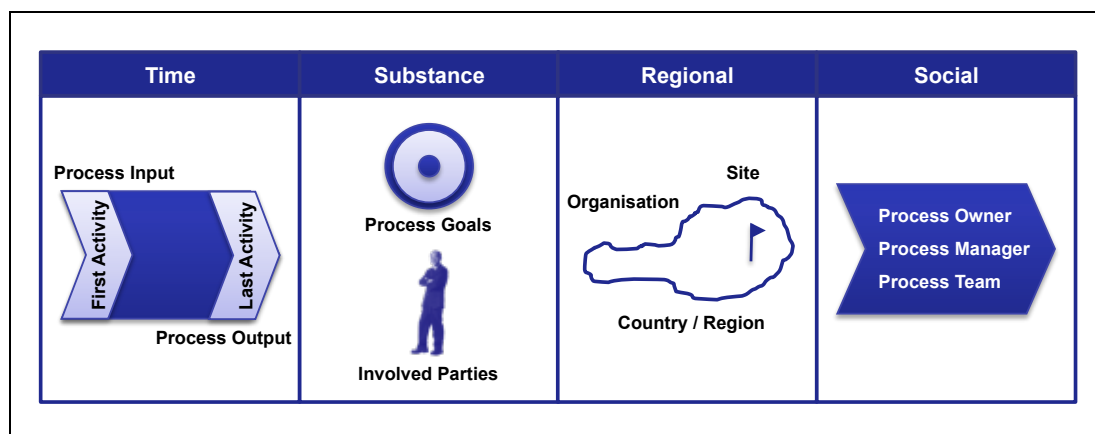 Time
Substance
Regional
Social
Process Input
First Activity
Last Activity
Process Output
Process Goals
Involved Parties
Site
Organisation
Country / Region
Process Owner
Process Manager
Process Team